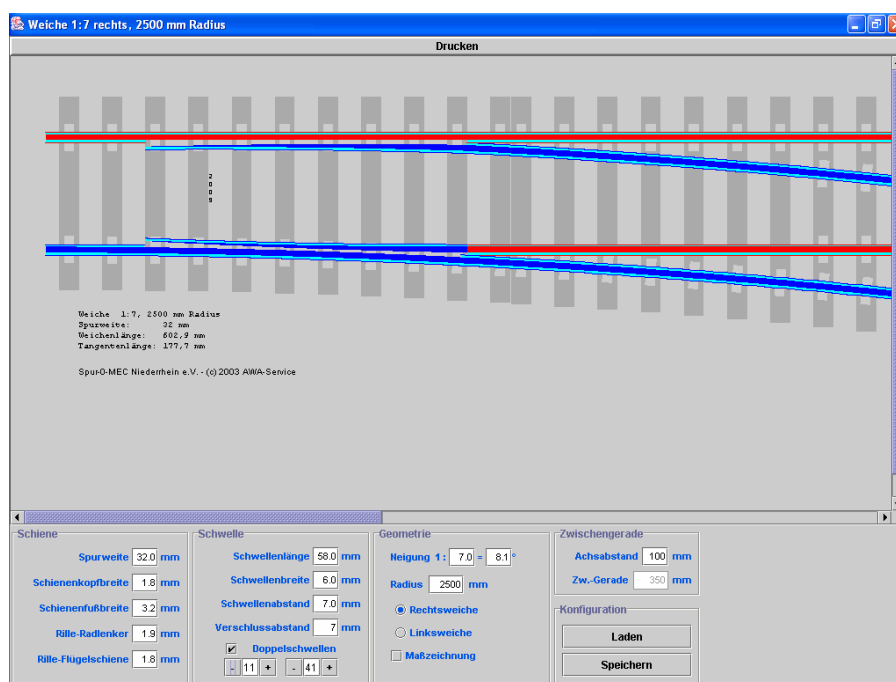 Weiche 1:7 rechts, 2500 mm Radius
Drucken
2
0
0
9
Weiche 1:7, 2500 mm Radius
Spurweite: 32 mm
Weichenlänge: 602,9 mm
Tangentenlänge: 177,7 mm
Spur-0-MEC Niederrhein e.V. - (c) 2003 AWA-Service
Schiene
Spurweite 32.0 mm
Schienenkopfbreite 1.8 mm
Schienenfußbreite 3.2 mm
Rille-Radlenker 1.9 mm
Rille-Flügelschiene 1.8 mm
Schwelle
Schwellenlänge 58.0 mm
Schwellenbreite 6.0 mm
Schwellenabstand 7.0 mm
Verschlussabstand 7 mm
Doppelschwellen
- 11 + - 41 +
Geometrie
Neigung 1 : 7.0 = 8.1 °
Radius 2500 mm
Rechtsweiche
Linksweiche
Maßzeichnung
Zwischengerade
Achsabstand 100 mm
Zw.-Gerade 350 mm
Konfiguration
Laden
Speichern